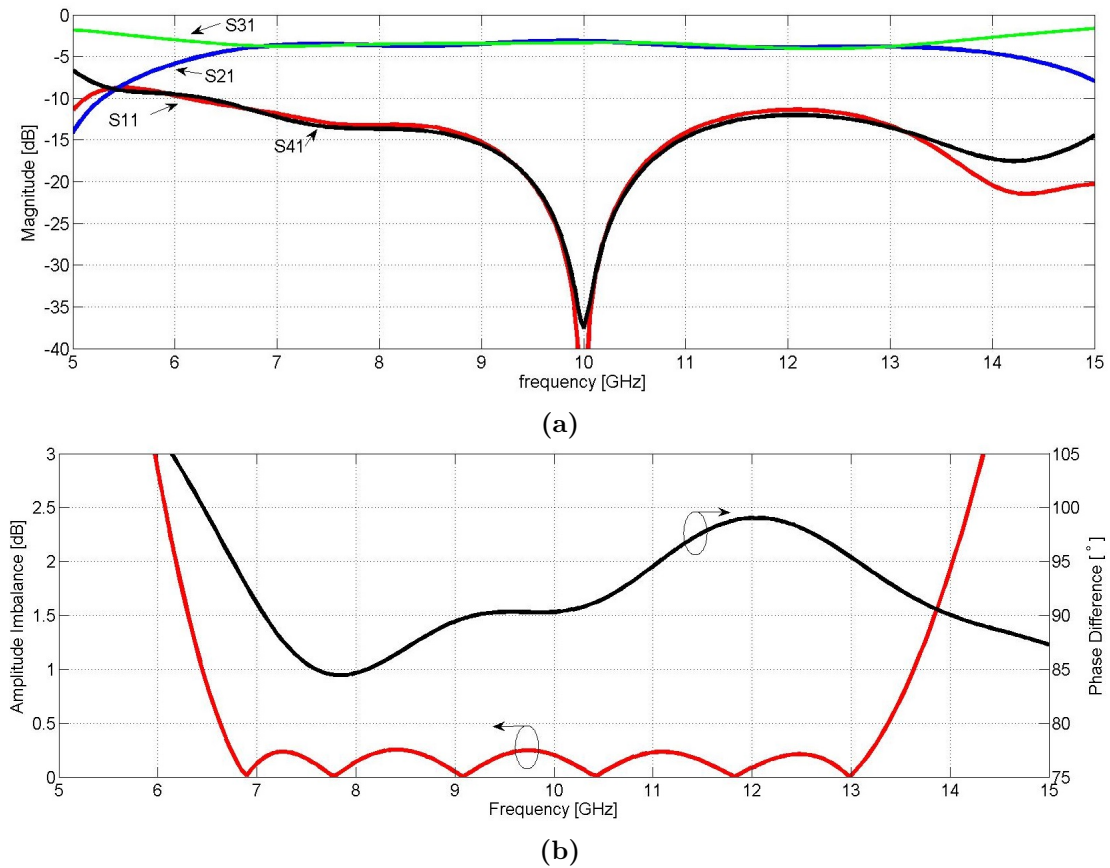 0
-5
-10
-15
-20
-25
-30
-35
-40
Magnitude [dB]
S31
S21
S11
S41
5 6 7 8 9 10 11 12 13 14 15
frequency [GHz]
(a)
3
2.5
2
1.5
1
0.5
0
Amplitude Imbalance [dB]
105
100
95
90
85
80
75
Phase Difference [°]
5 6 7 8 9 10 11 12 13 14 15
Frequency [GHz]
(b)